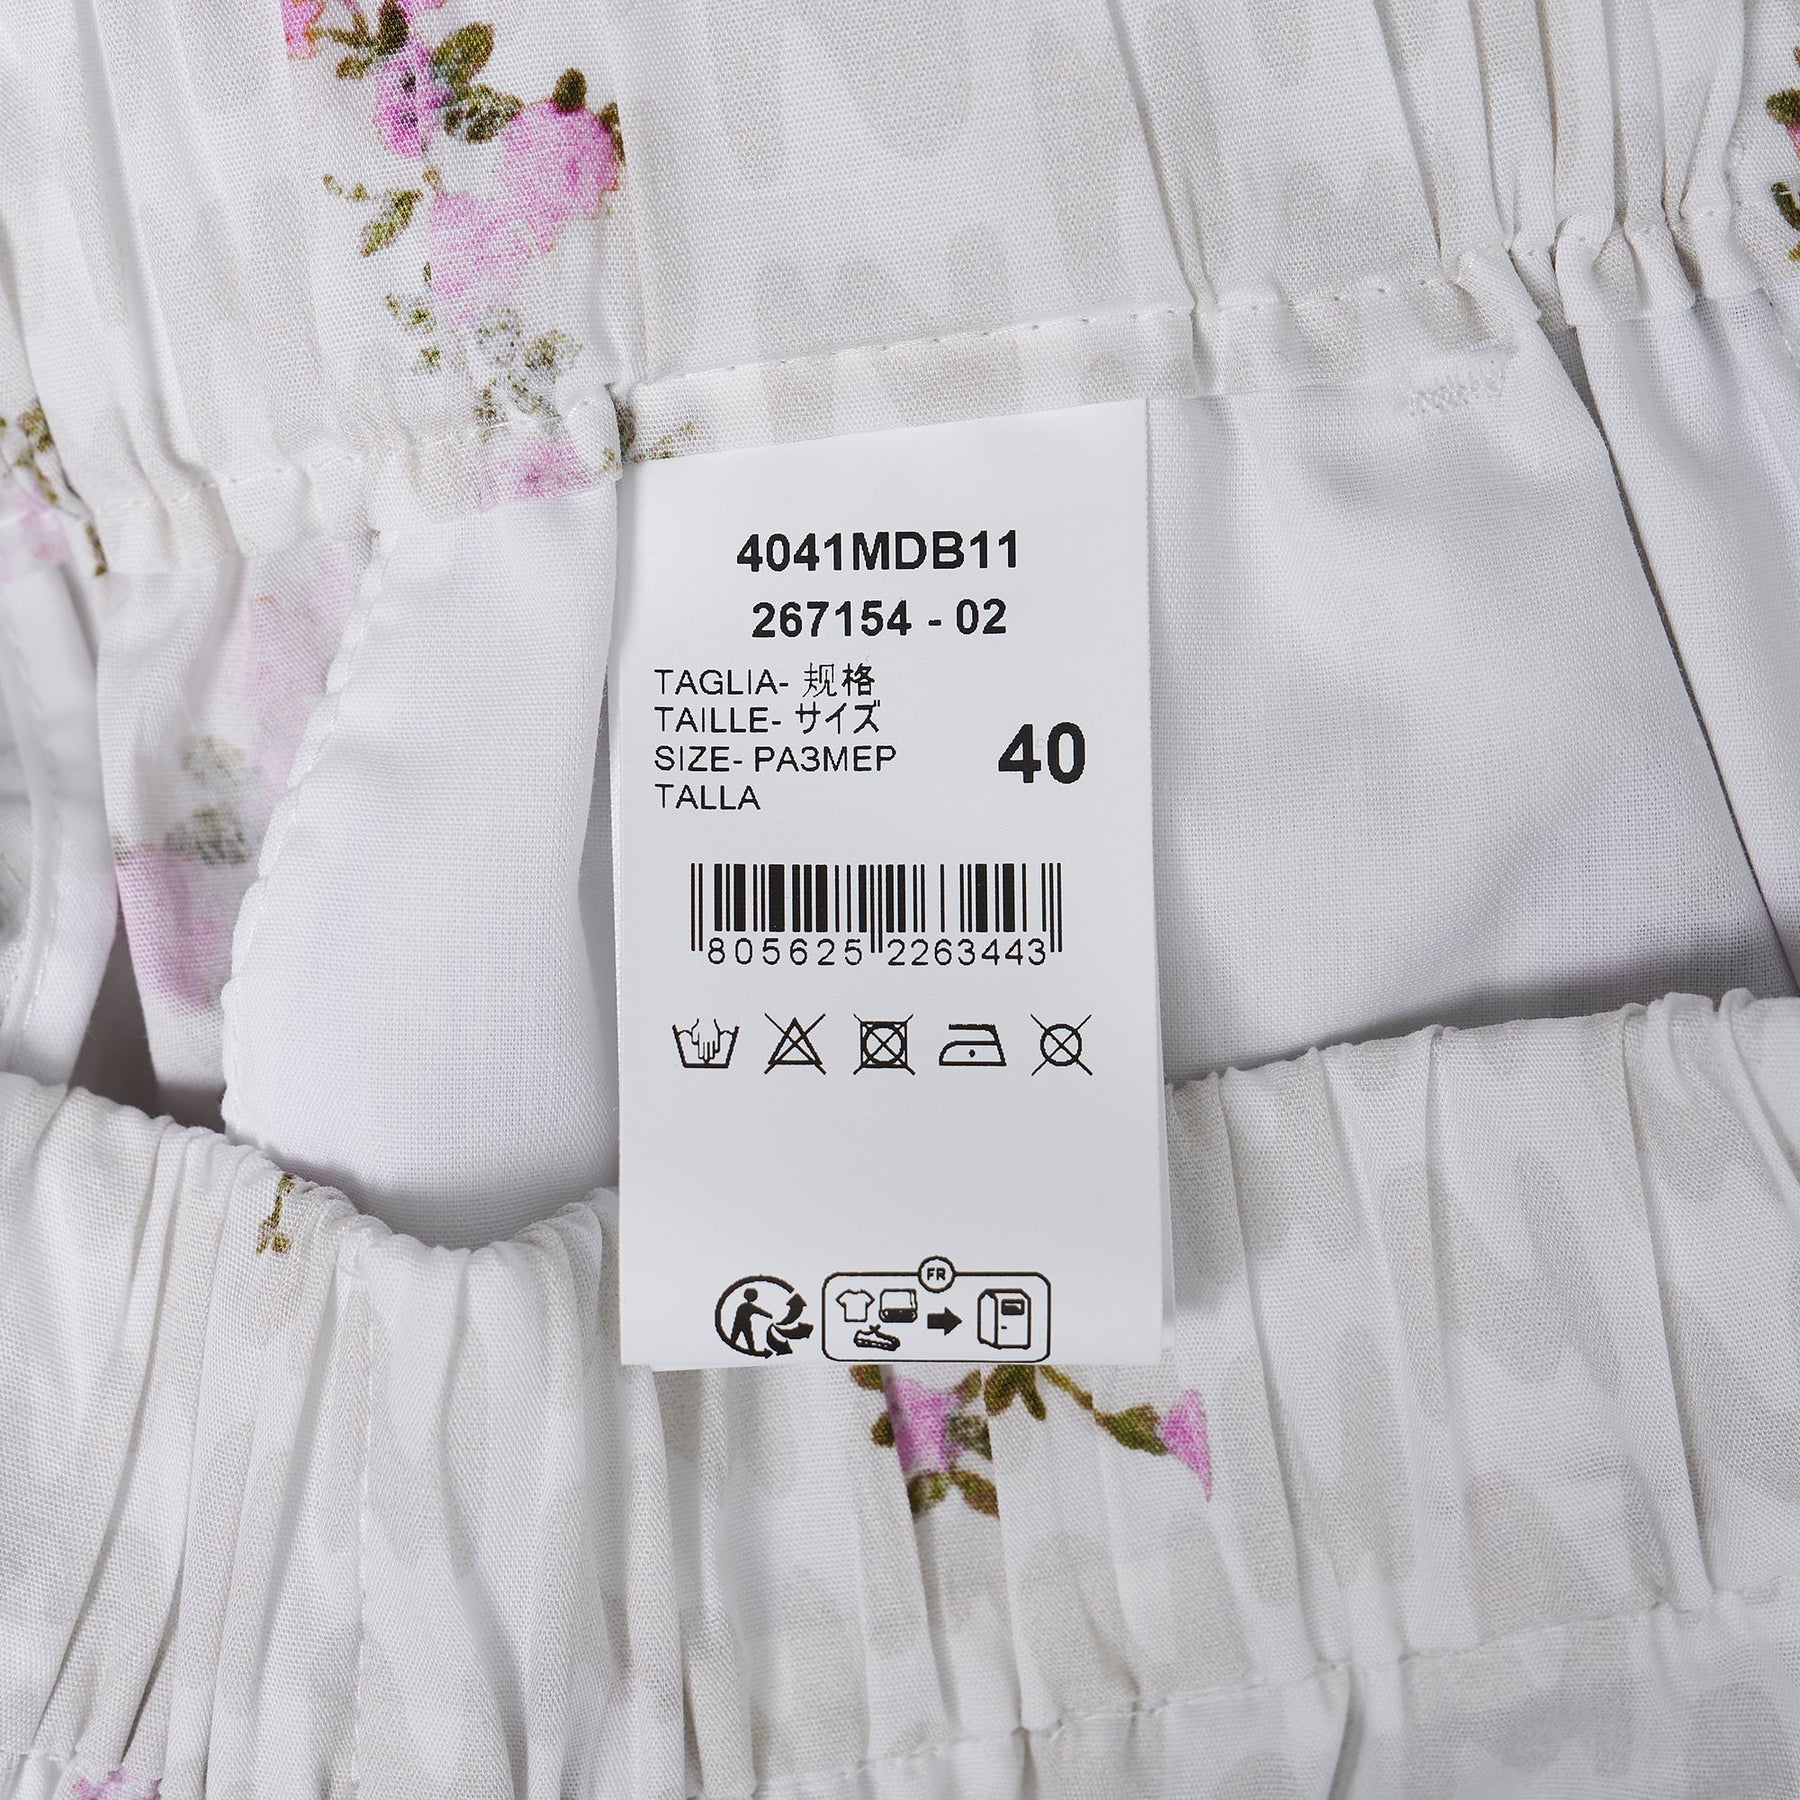 4041MDB11
267154 - 02
TAGLIA- 规格
TAILLE- サイズ
SIZE- РАЗМЕР
TALLA
40
805625 2263443
FR